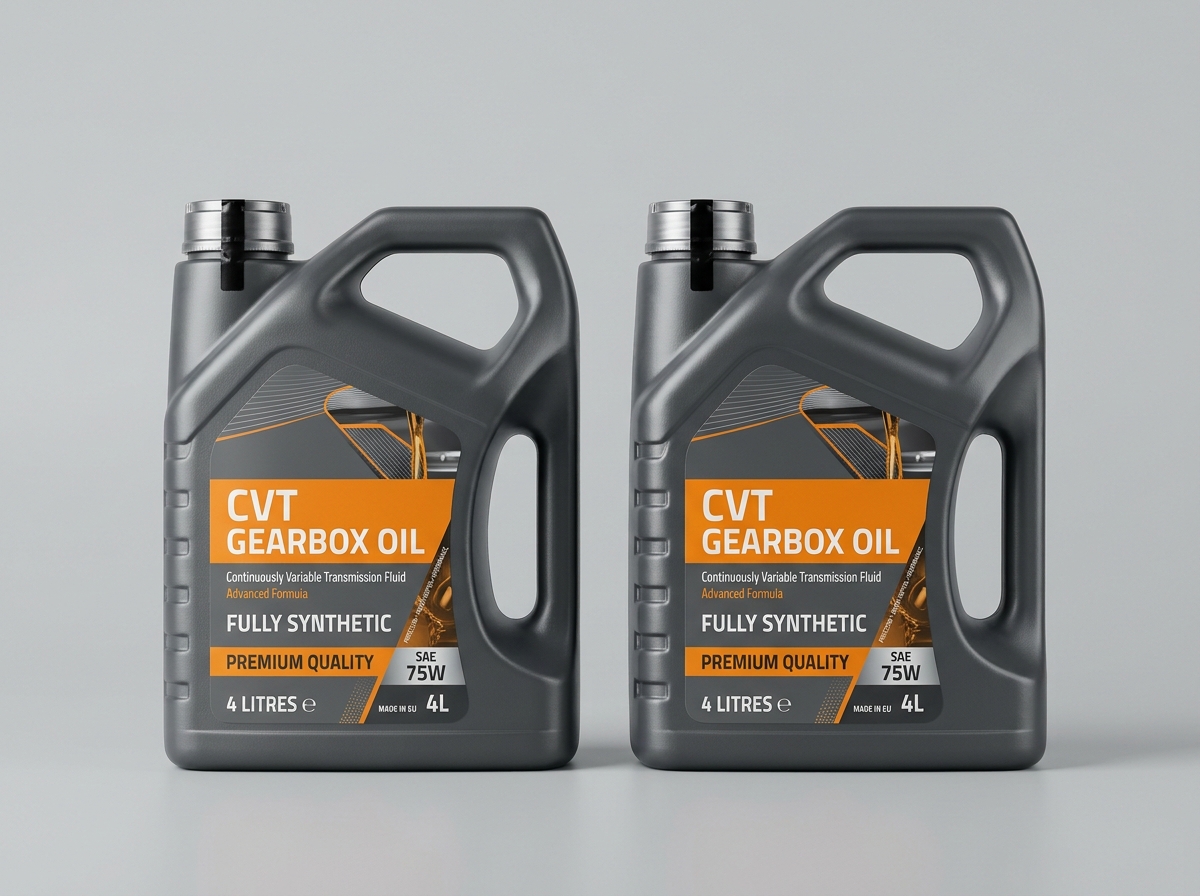 CVT
GEARBOX OIL
Continuously Variable Transmission Fluid
Advanced Formuia
FULLY SYNTHETIC
PREMIUM QUALITY
SAE
75W
4 LITRES ℮
MADE IN SU
4L
CVT
GEARBOX OIL
Continuously Variable Transmission Fluid
Advanced Formula
FULLY SYNTHETIC
PREMIUM QUALITY
SAE
75W
4 LITRES ℮
MADE IN EU
4L